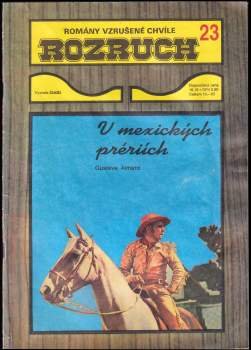 ROMÁNY VZRUŠENÉ CHVÍLE
ROZRUCH
23
V mexických
prériích
Gustave Aimard